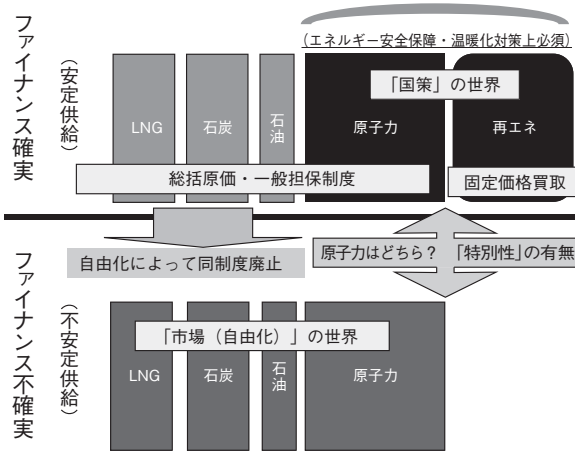 ファイナンス確実
（安定供給）
（エネルギー安全保障・温暖化対策上必須）
「国策」の世界
LNG
石炭
石油
原子力
再エネ
総括原価・一般担保制度
固定価格買取
自由化によって同制度廃止
原子力はどちら？　「特別性」の有無
ファイナンス不確実
（不安定供給）
「市場（自由化）」の世界
LNG
石炭
石油
原子力